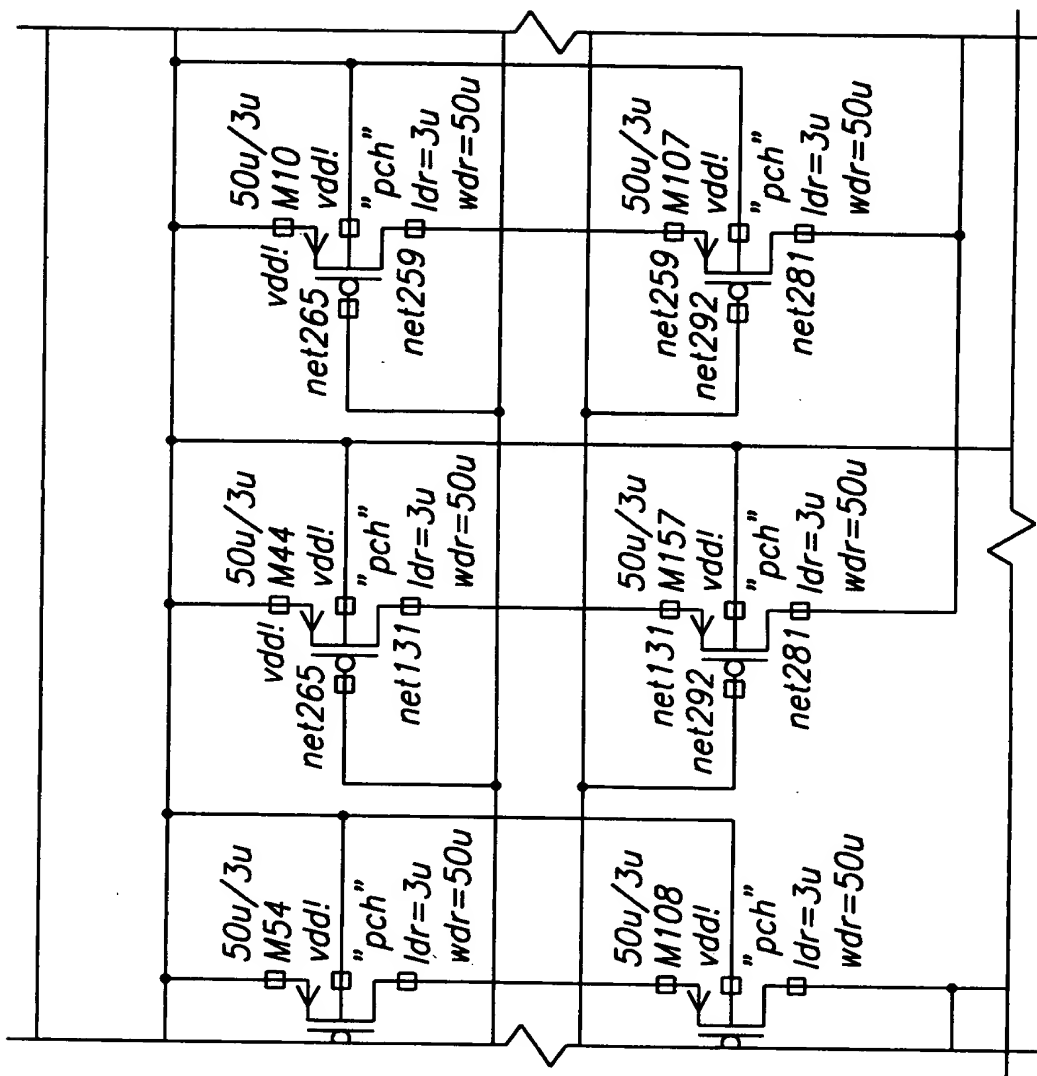 50u/3u
M10
vdd!
vdd!
"pch"
net265
ldr=3u
wdr=50u
net259
50u/3u
M107
vdd!
net259
"pch"
net292
ldr=3u
wdr=50u
net281
50u/3u
M44
vdd!
vdd!
"pch"
net265
ldr=3u
wdr=50u
net131
50u/3u
M157
vdd!
net131
"pch"
net292
ldr=3u
wdr=50u
net281
50u/3u
M54
vdd!
"pch"
ldr=3u
wdr=50u
50u/3u
M108
vdd!
"pch"
ldr=3u
wdr=50u